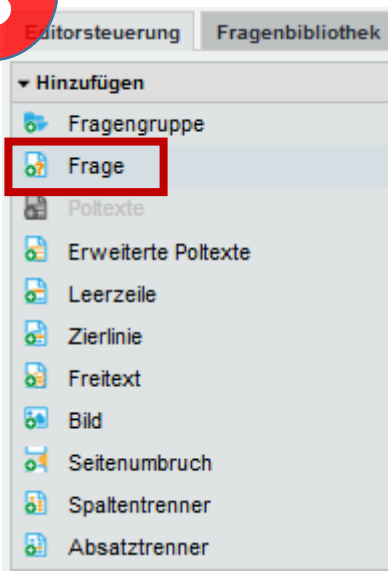 Editorsteuerung Fragenbibliothek
Hinzufügen
Fragengruppe
Frage
Poltexte
Erweiterte Poltexte
Leerzeile
Zierlinie
Freitext
Bild
Seitenumbruch
Spaltentrenner
Absatztrenner